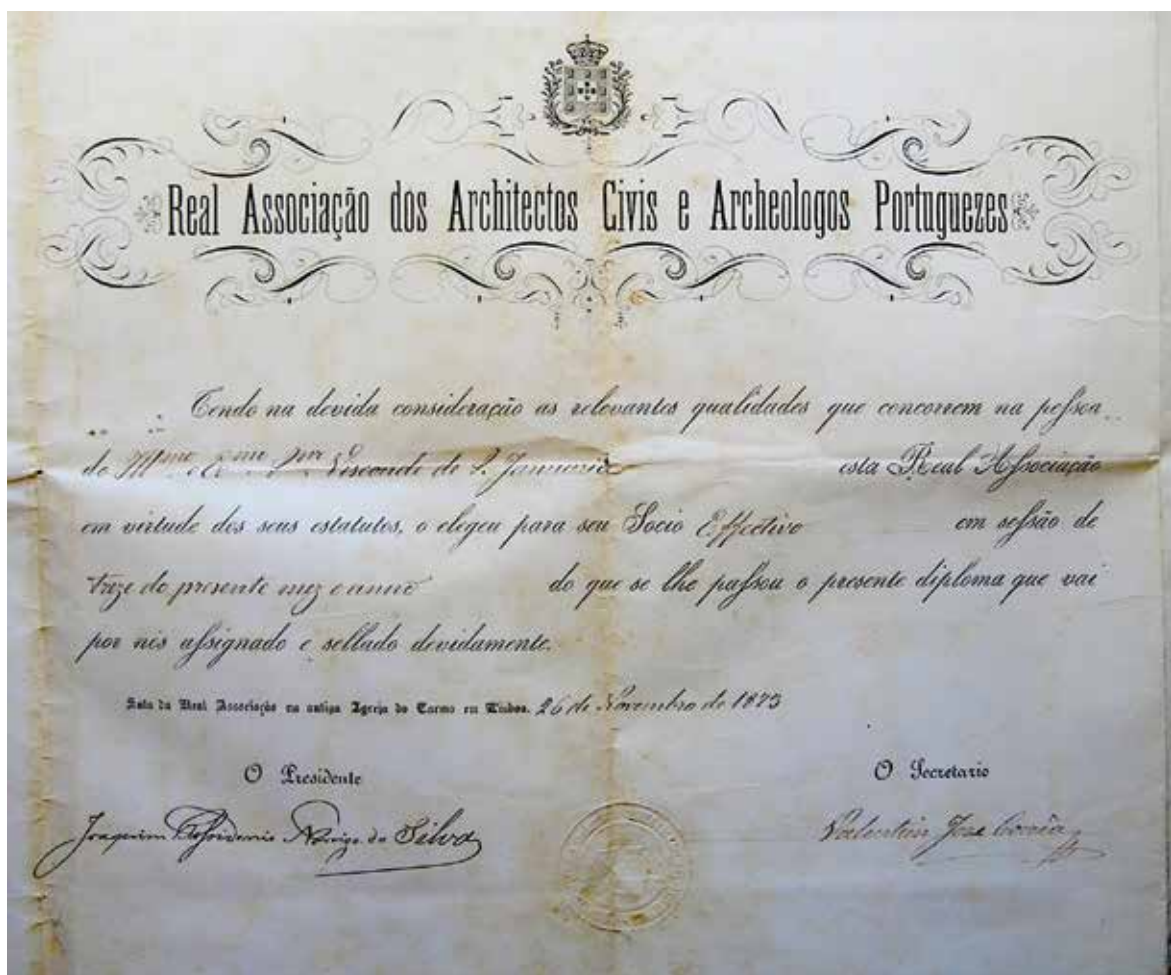 Real Associação dos Architectos Civis e Archeologos Portuguezes
Tendo na devida consideração as relevantes qualidades que concorrem na pessoa
do Illmo e Exmo Snr Visconde de S. Januario esta Real Associação
em virtude dos seus estatutos, o elegeu para seu Socio Effectivo em sessão de
treze do presente mez e anno do que se lhe passou o presente diploma que vai
por nós assignado e sellado devidamente.
Sala da Real Associação na antiga Igreja do Carmo em Lisboa, 26 de Novembro de 1873
O Presidente
O Secretario
Joaquim Possidonio Narciso da Silva
Valentim José Corrêa